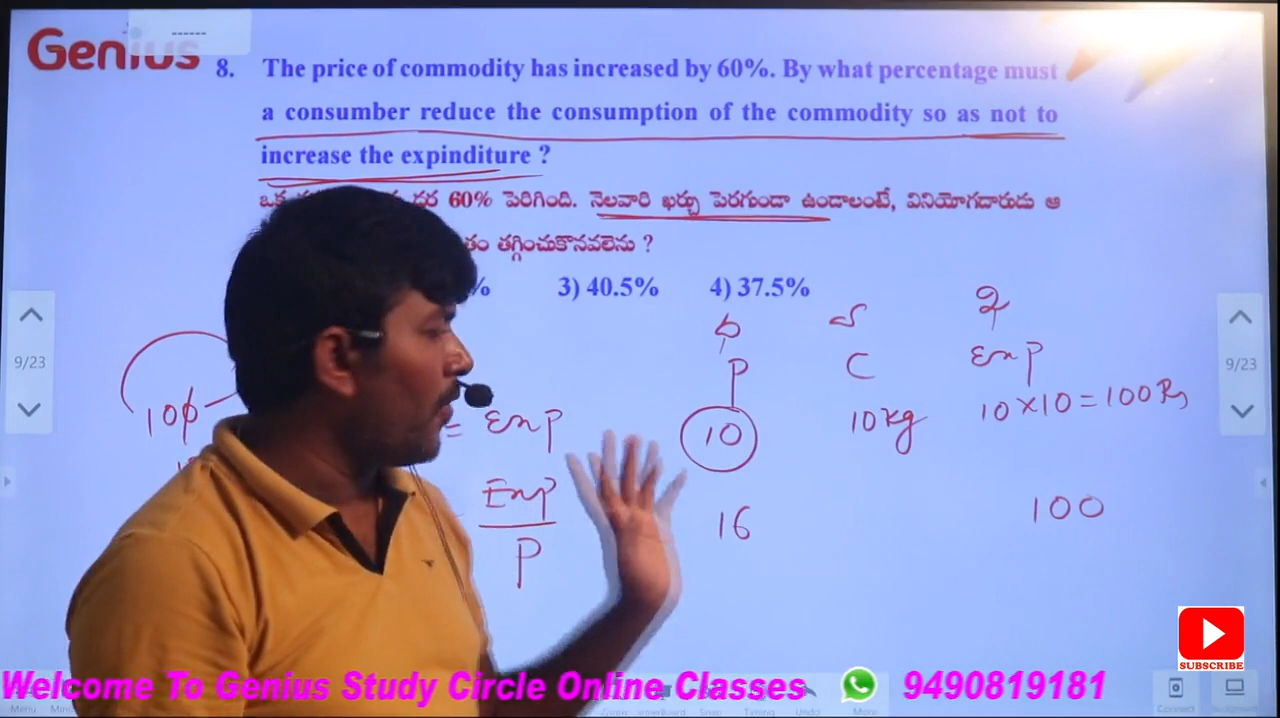 Genius
------
8. The price of commodity has increased by 60%. By what percentage must
a consumber reduce the consumption of the commodity so as not to
increase the expinditure ?
ఒక దర 60% పెరిగింది. నెలవారి ఖర్చు పెరగుండా ఉండాలంటే, వినియోగదారుడు ఆ
తగ్గించుకొనవలెను ?
% 3) 40.5% 4) 37.5%
ధ వ ఖ
P C Exp
100 = Exp 10 10kg 10×10=100Rs
Exp
P
16 100
9/23
9/23
SUBSCRIBE
Welcome To Genius Study Circle Online Classes 9490819181
Menu